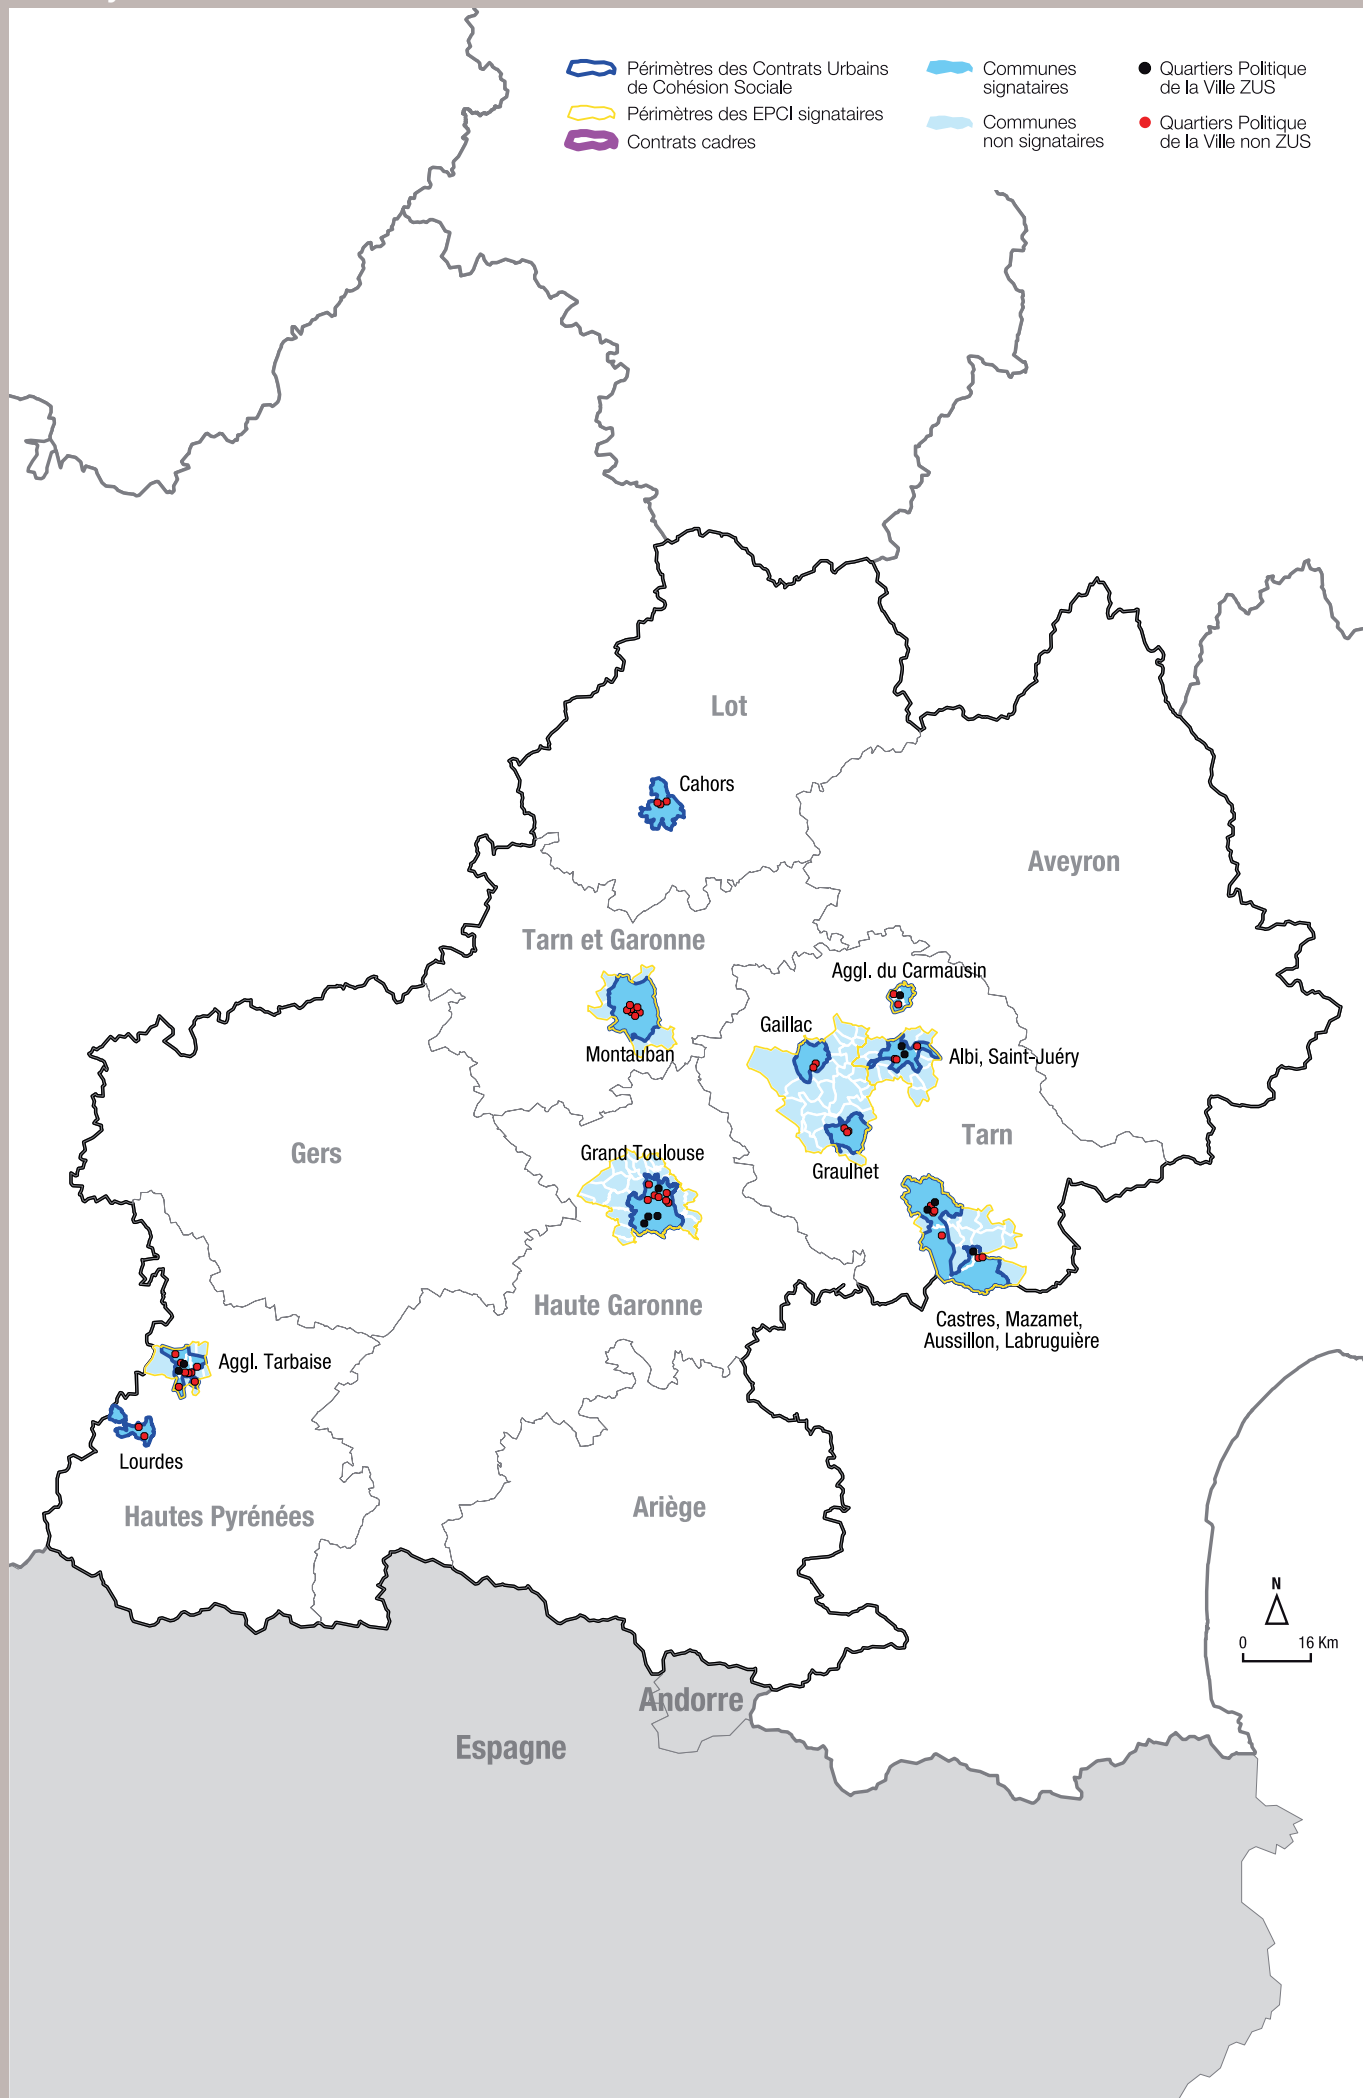 Périmètres des Contrats Urbains
de Cohésion Sociale
Périmètres des EPCI signataires
Contrats cadres
Communes
signataires
Communes
non signataires
Quartiers Politique
de la Ville ZUS
Quartiers Politique
de la Ville non ZUS
Lot
Cahors
Aveyron
Tarn et Garonne
Aggl. du Carmausin
Gaillac
Montauban
Albi, Saint-Juéry
Gers
Grand Toulouse
Tarn
Graulhet
Haute Garonne
Castres, Mazamet,
Aussillon, Labruguière
Aggl. Tarbaise
Lourdes
Hautes Pyrénées
Ariège
N
0 16 Km
Andorre
Espagne